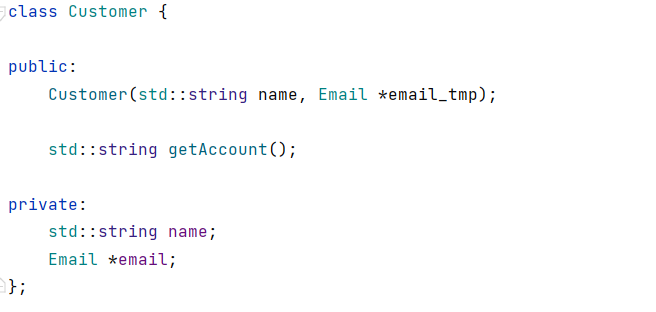 class Customer {
public:
Customer(std::string name, Email *email_tmp);
std::string getAccount();
private:
std::string name;
Email *email;
};